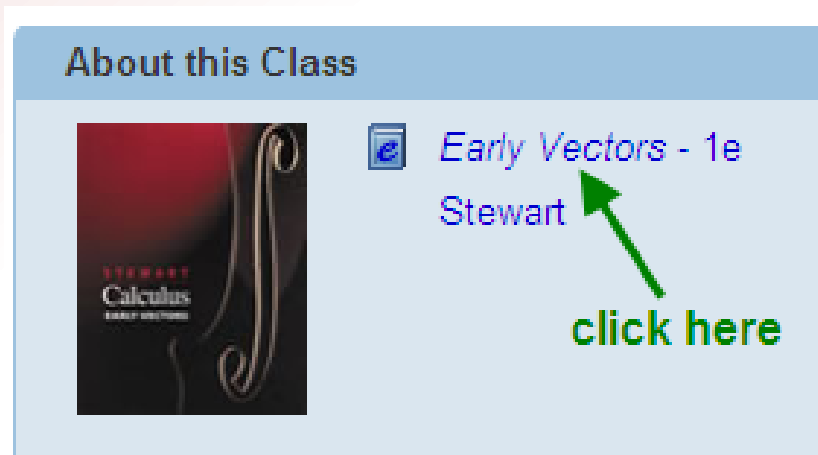 About this Class
e
Early Vectors - 1e
Stewart
STEWART
Calculus
EARLY VECTORS
click here